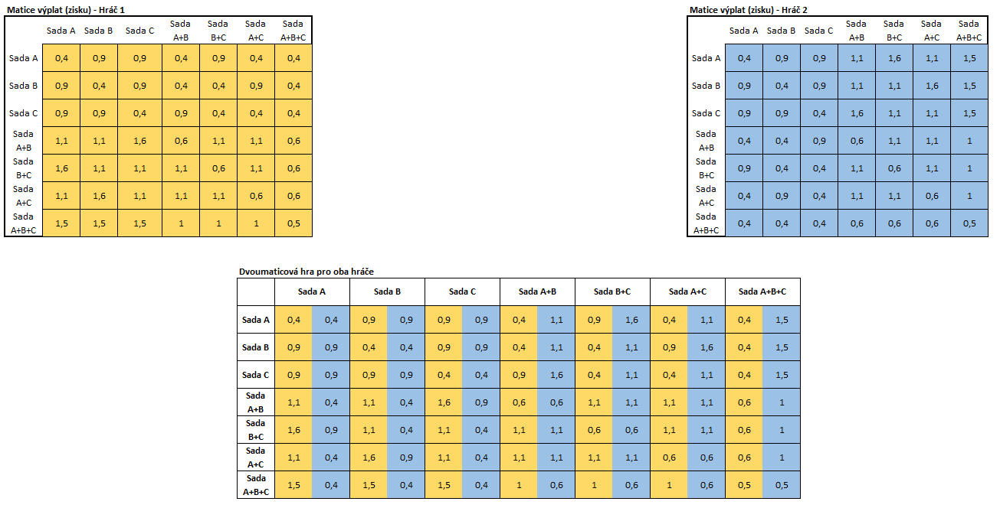 Matice výplat (zisku) - Hráč 1
Sada A Sada B Sada C Sada A+B Sada B+C Sada A+C Sada A+B+C
Sada A 0,4 0,9 0,9 0,4 0,9 0,4 0,4
Sada B 0,9 0,4 0,9 0,4 0,4 0,9 0,4
Sada C 0,9 0,9 0,4 0,9 0,4 0,4 0,4
Sada A+B 1,1 1,1 1,6 0,6 1,1 1,1 0,6
Sada B+C 1,6 1,1 1,1 1,1 0,6 1,1 0,6
Sada A+C 1,1 1,6 1,1 1,1 1,1 0,6 0,6
Sada A+B+C 1,5 1,5 1,5 1 1 1 0,5
Matice výplat (zisku) - Hráč 2
Sada A Sada B Sada C Sada A+B Sada B+C Sada A+C Sada A+B+C
Sada A 0,4 0,9 0,9 1,1 1,6 1,1 1,5
Sada B 0,9 0,4 0,9 1,1 1,1 1,6 1,5
Sada C 0,9 0,9 0,4 1,6 1,1 1,1 1,5
Sada A+B 0,4 0,4 0,9 0,6 1,1 1,1 1
Sada B+C 0,9 0,4 0,4 1,1 0,6 1,1 1
Sada A+C 0,4 0,9 0,4 1,1 1,1 0,6 1
Sada A+B+C 0,4 0,4 0,4 0,6 0,6 0,6 0,5
Dvoumaticová hra pro oba hráče
Sada A Sada B Sada C Sada A+B Sada B+C Sada A+C Sada A+B+C
Sada A 0,4 0,4 0,9 0,9 0,9 0,9 0,4 1,1 0,9 1,6 0,4 1,1 0,4 1,5
Sada B 0,9 0,9 0,4 0,4 0,9 0,9 0,4 1,1 0,4 1,1 0,9 1,6 0,4 1,5
Sada C 0,9 0,9 0,9 0,9 0,4 0,4 0,9 1,6 0,4 1,1 0,4 1,1 0,4 1,5
Sada A+B 1,1 0,4 1,1 0,4 1,6 0,9 0,6 0,6 1,1 1,1 1,1 1,1 0,6 1
Sada B+C 1,6 0,9 1,1 0,4 1,1 0,4 1,1 1,1 0,6 0,6 1,1 1,1 0,6 1
Sada A+C 1,1 0,4 1,6 0,9 1,1 0,4 1,1 1,1 1,1 1,1 0,6 0,6 0,6 1
Sada A+B+C 1,5 0,4 1,5 0,4 1,5 0,4 1 0,6 1 0,6 1 0,6 0,5 0,5